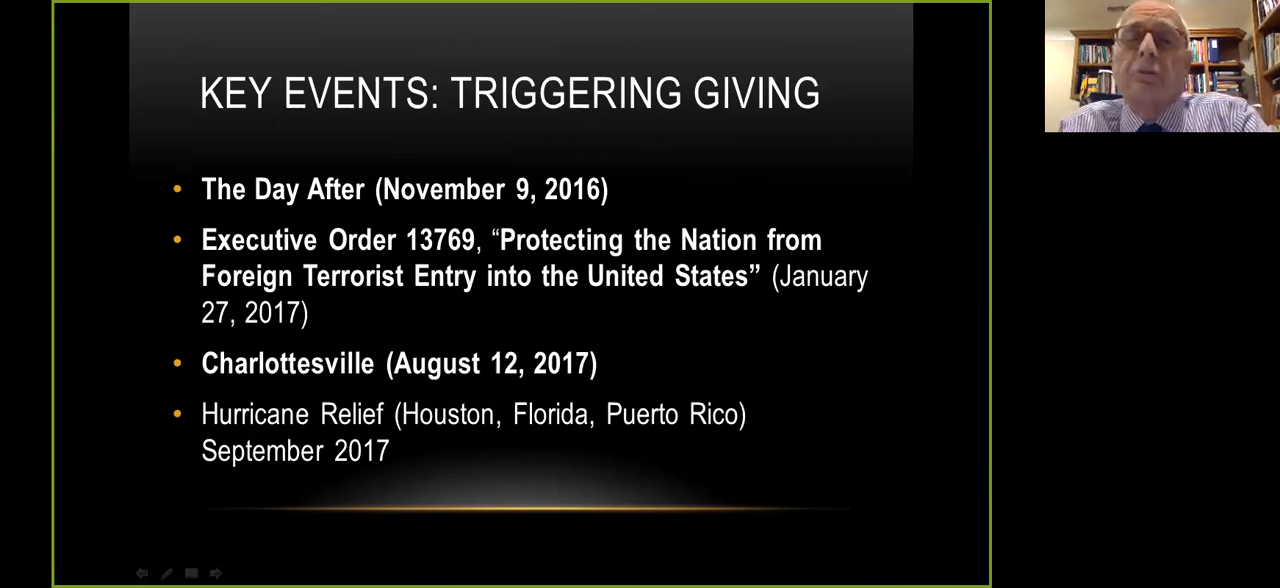 KEY EVENTS: TRIGGERING GIVING
• The Day After (November 9, 2016)
• Executive Order 13769, “Protecting the Nation from
Foreign Terrorist Entry into the United States” (January
27, 2017)
• Charlottesville (August 12, 2017)
• Hurricane Relief (Houston, Florida, Puerto Rico)
September 2017